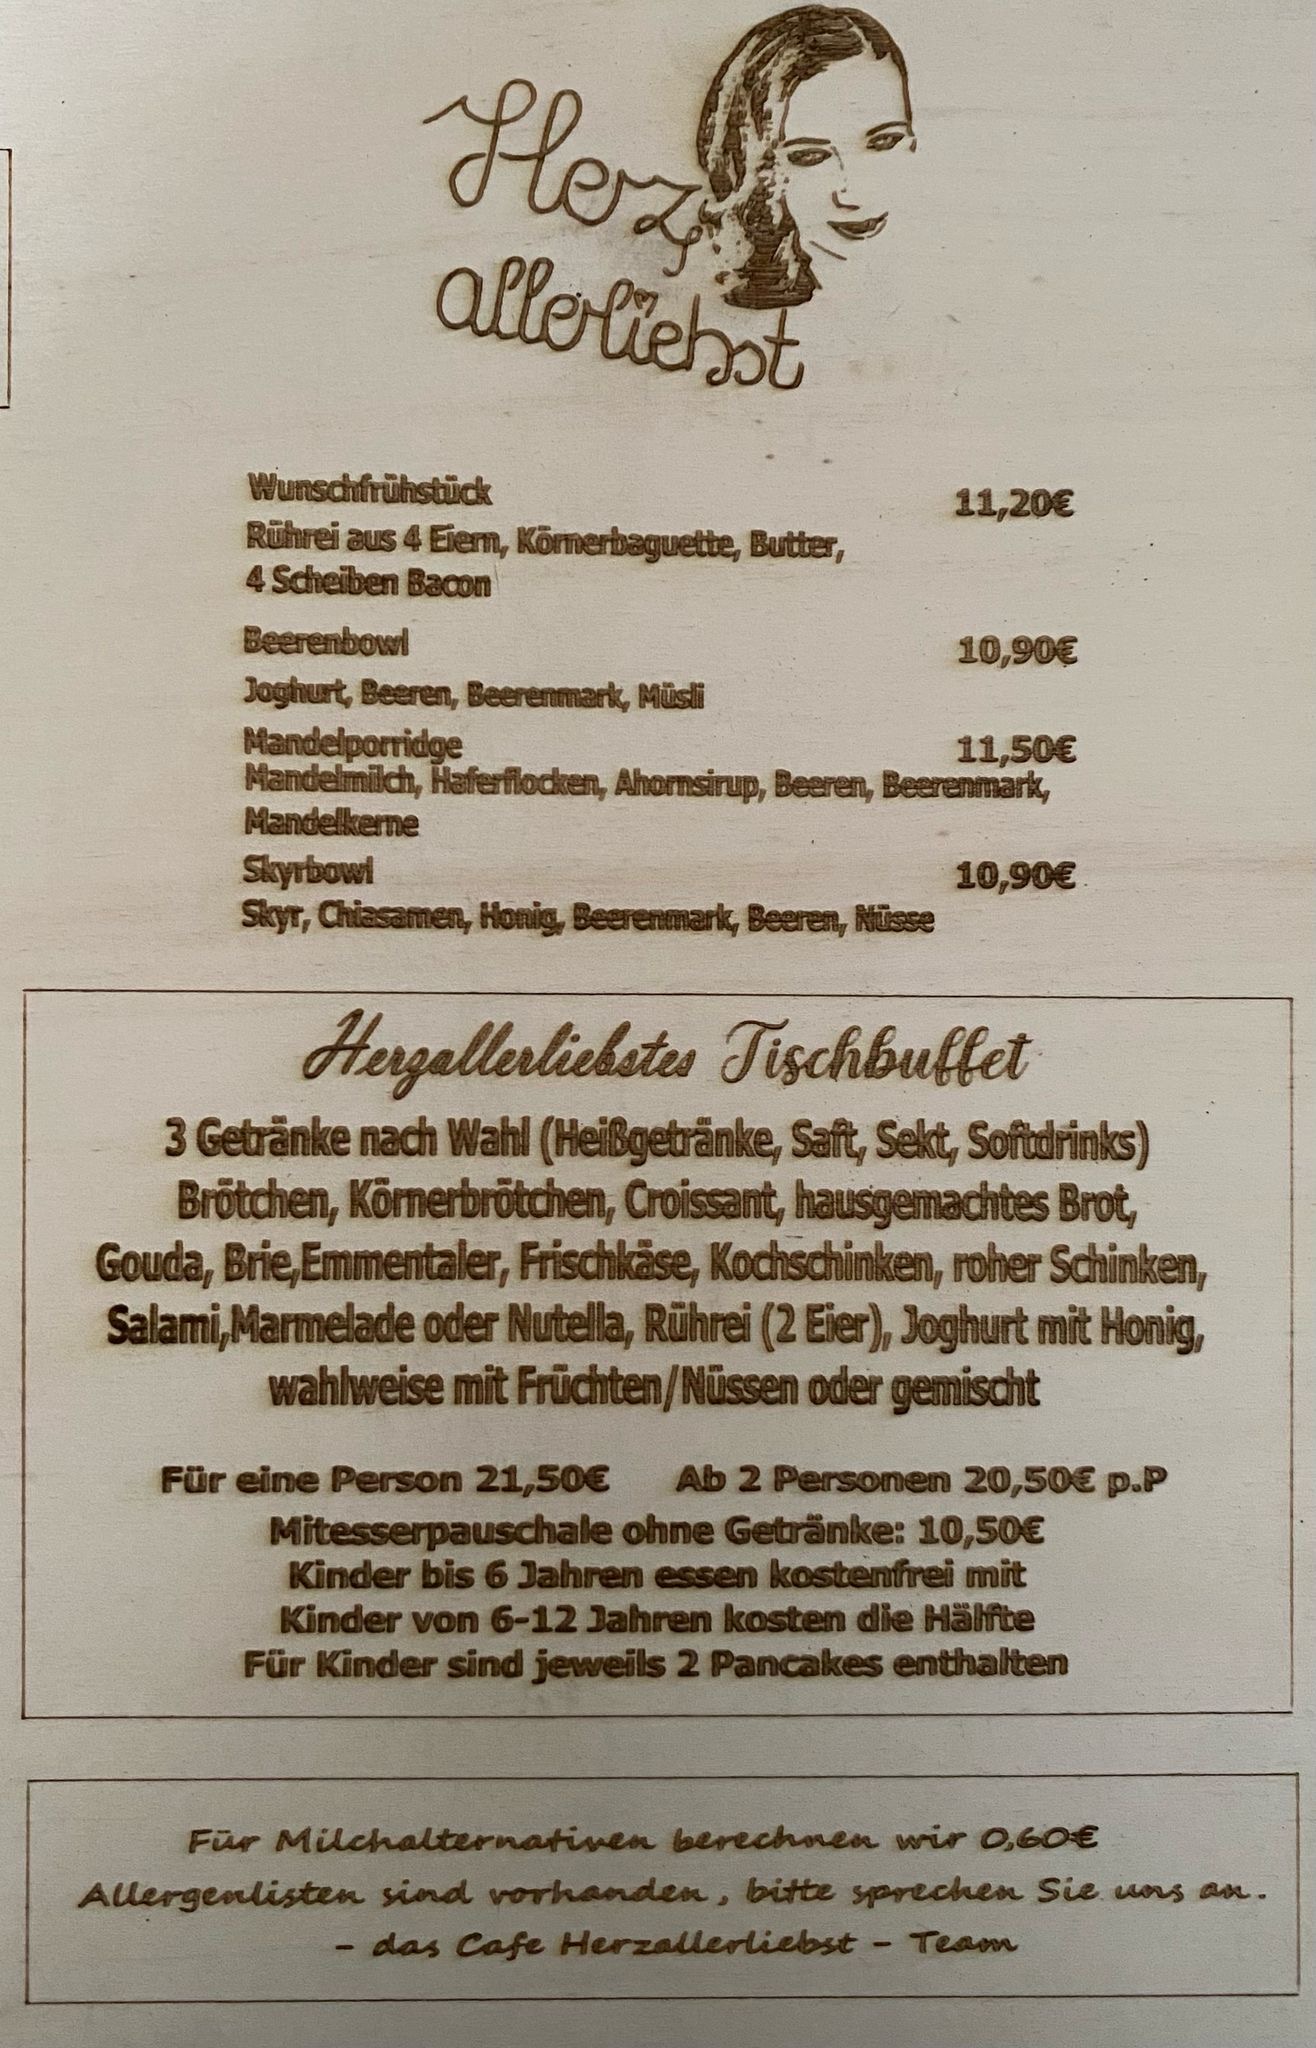 Herz
allerliebst
Wunschfrühstück 11,20€
Rührei aus 4 Eiern, Körnerbaguette, Butter,
4 Scheiben Bacon
Beerenbowl 10,90€
Joghurt, Beeren, Beerenmark, Müsli
Mandelporridge 11,50€
Mandelmilch, Haferflocken, Ahornsirup, Beeren, Beerenmark,
Mandelkerne
Skyrbowl 10,90€
Skyr, Chiasamen, Honig, Beerenmark, Beeren, Nüsse
Herzallerliebstes Tischbuffet
3 Getränke nach Wahl (Heißgetränke, Saft, Sekt, Softdrinks)
Brötchen, Körnerbrötchen, Croissant, hausgemachtes Brot,
Gouda, Brie,Emmentaler, Frischkäse, Kochschinken, roher Schinken,
Salami,Marmelade oder Nutella, Rührei (2 Eier), Joghurt mit Honig,
wahlweise mit Früchten/Nüssen oder gemischt
Für eine Person 21,50€ Ab 2 Personen 20,50€ p.P
Mitesserpauschale ohne Getränke: 10,50€
Kinder bis 6 Jahren essen kostenfrei mit
Kinder von 6-12 Jahren kosten die Hälfte
Für Kinder sind jeweils 2 Pancakes enthalten
Für Milchalternativen berechnen wir 0,60€
Allergenlisten sind vorhanden, bitte sprechen Sie uns an.
- das Cafe Herzallerliebst - Team